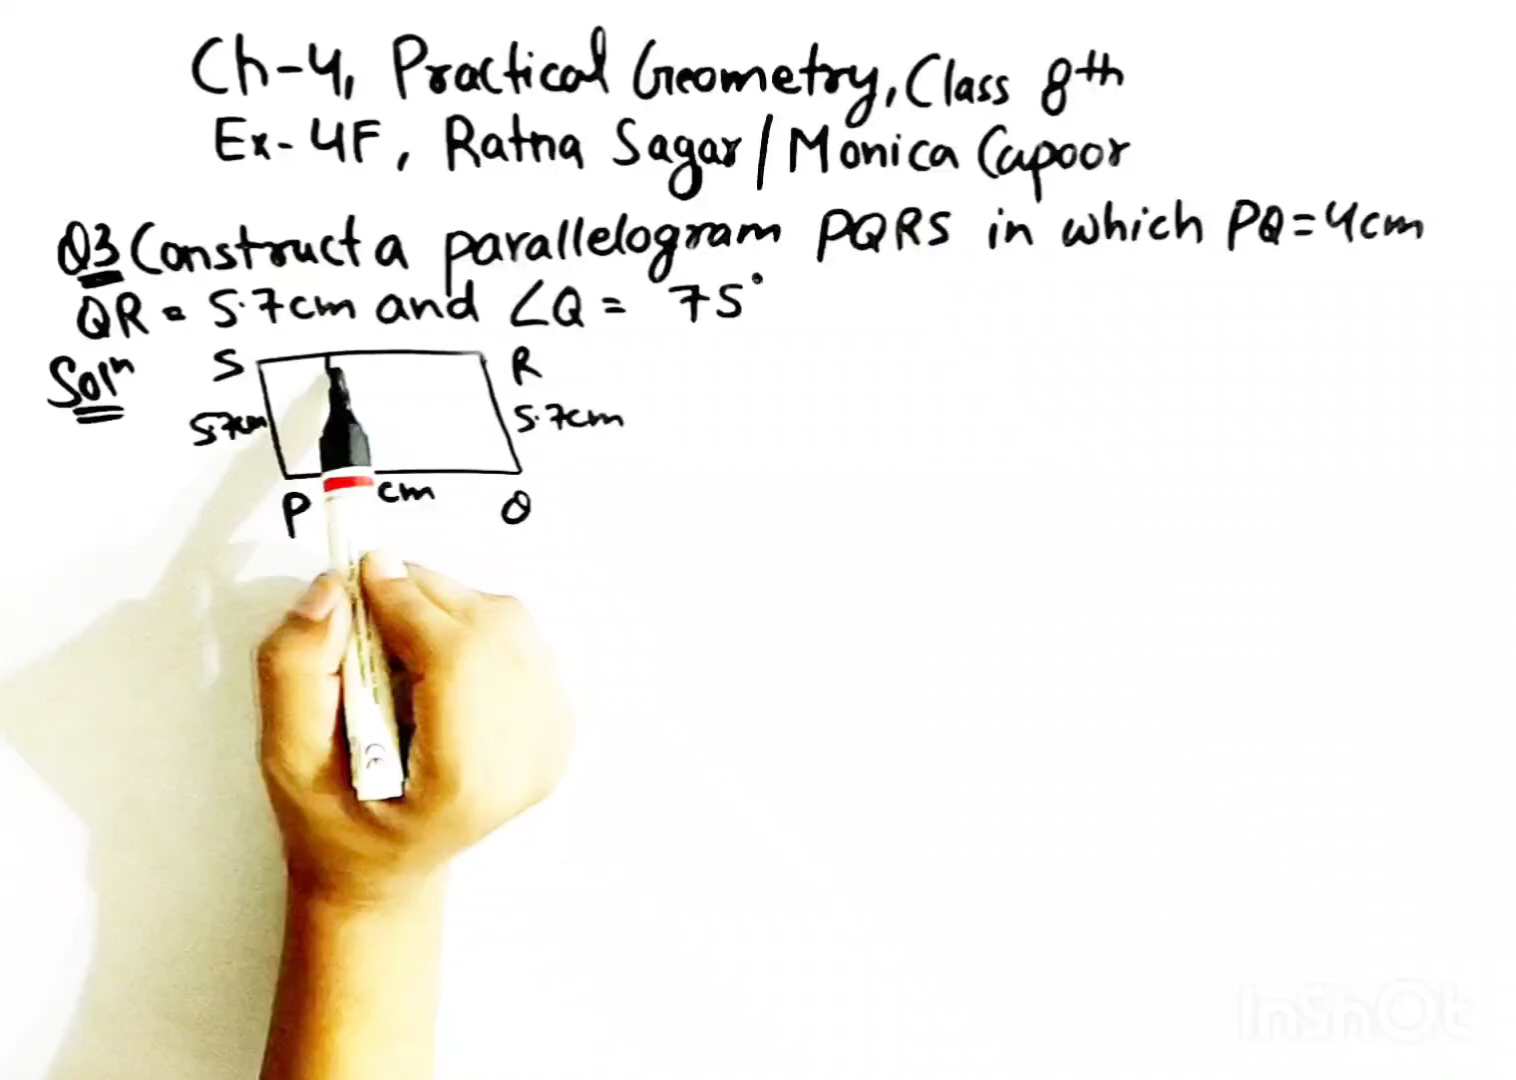 Ch-4, Practical Geometry, Class 8th
Ex-4F, Ratna Sagar / Monica Capoor
Q3 Construct a parallelogram PQRS in which PQ=4cm
QR = 5.7cm and ∠Q = 75°
Solⁿ
S R
5.7cm 5.7cm
cm
P Q
InShOt